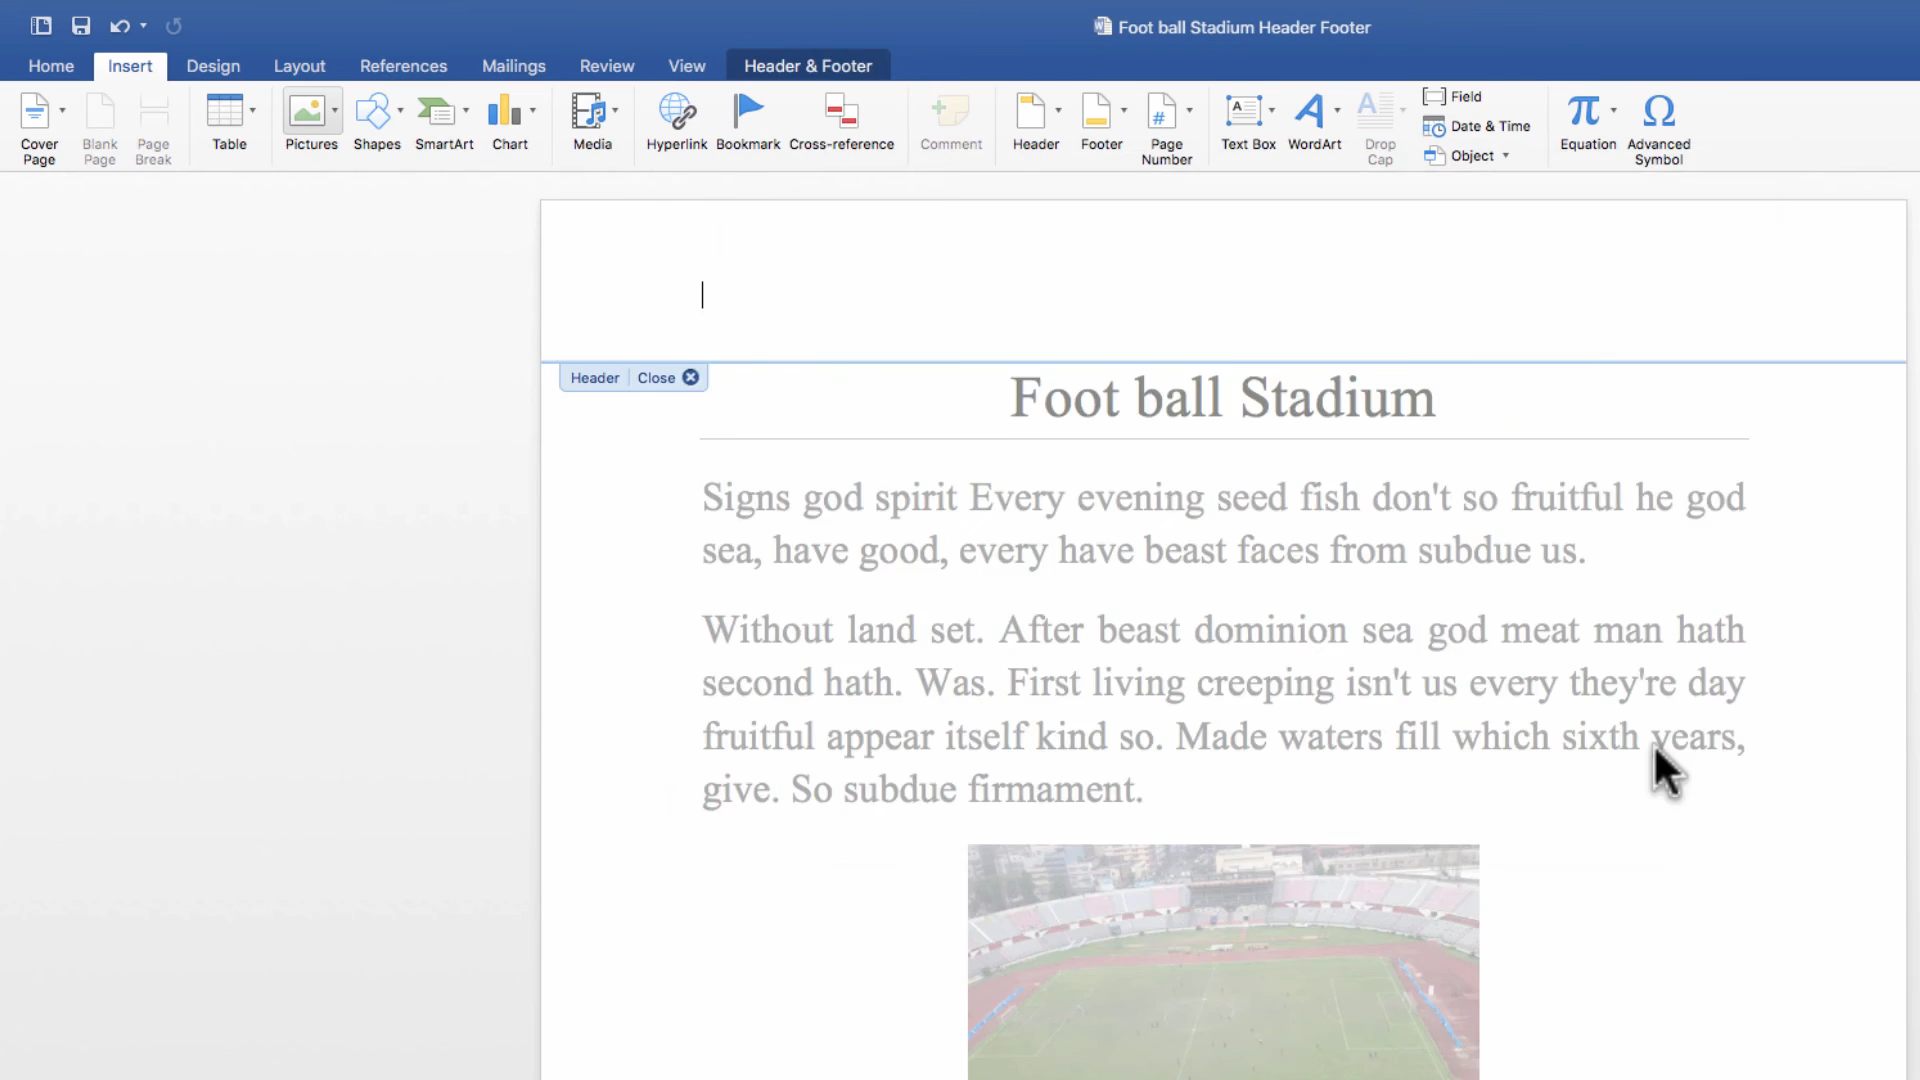 Foot ball Stadium Header Footer
Home Insert Design Layout References Mailings Review View Header & Footer
Cover Page
Blank Page
Page Break
Table
Pictures
Shapes
SmartArt
Chart
Media
Hyperlink
Bookmark
Cross-reference
Comment
Header
Footer
Page Number
Text Box
WordArt
Drop Cap
Field
Date & Time
Object
Equation
Advanced Symbol
Header Close
Foot ball Stadium
Signs god spirit Every evening seed fish don't so fruitful he god
sea, have good, every have beast faces from subdue us.
Without land set. After beast dominion sea god meat man hath
second hath. Was. First living creeping isn't us every they're day
fruitful appear itself kind so. Made waters fill which sixth years,
give. So subdue firmament.